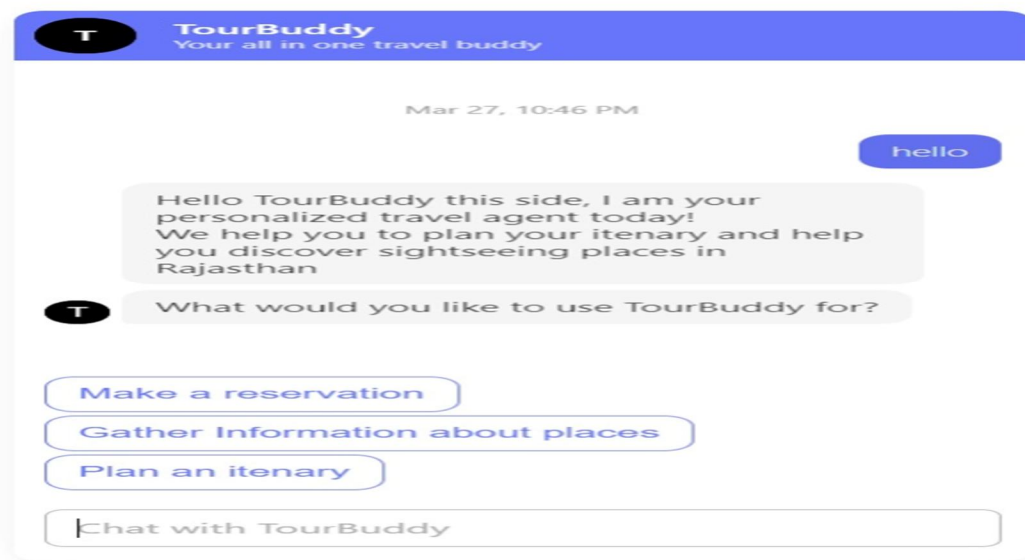 T
TourBuddy
Your all in one travel buddy
Mar 27, 10:46 PM
hello
Hello TourBuddy this side, I am your
personalized travel agent today!
We help you to plan your itenary and help
you discover sightseeing places in
Rajasthan
T
What would you like to use TourBuddy for?
Make a reservation
Gather Information about places
Plan an itenary
Chat with TourBuddy